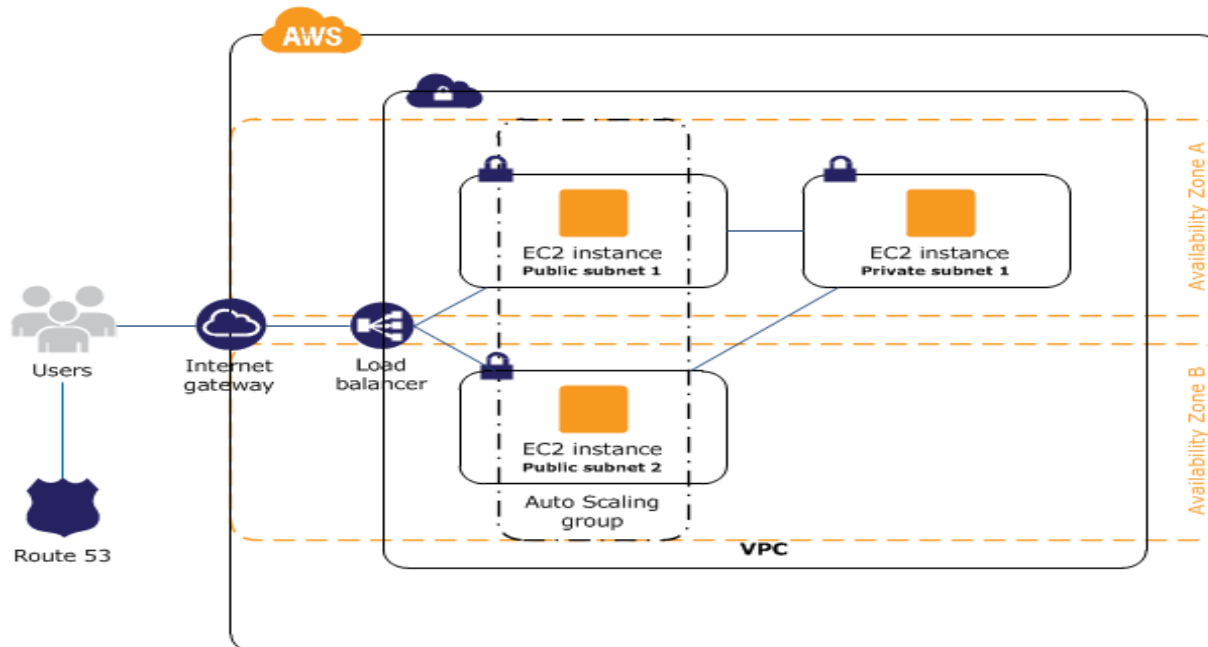 AWS
Availability Zone A
EC2 instance
Public subnet 1
EC2 instance
Private subnet 1
Users
Internet
gateway
Load
balancer
Availability Zone B
EC2 instance
Public subnet 2
Auto Scaling
group
Route 53
VPC